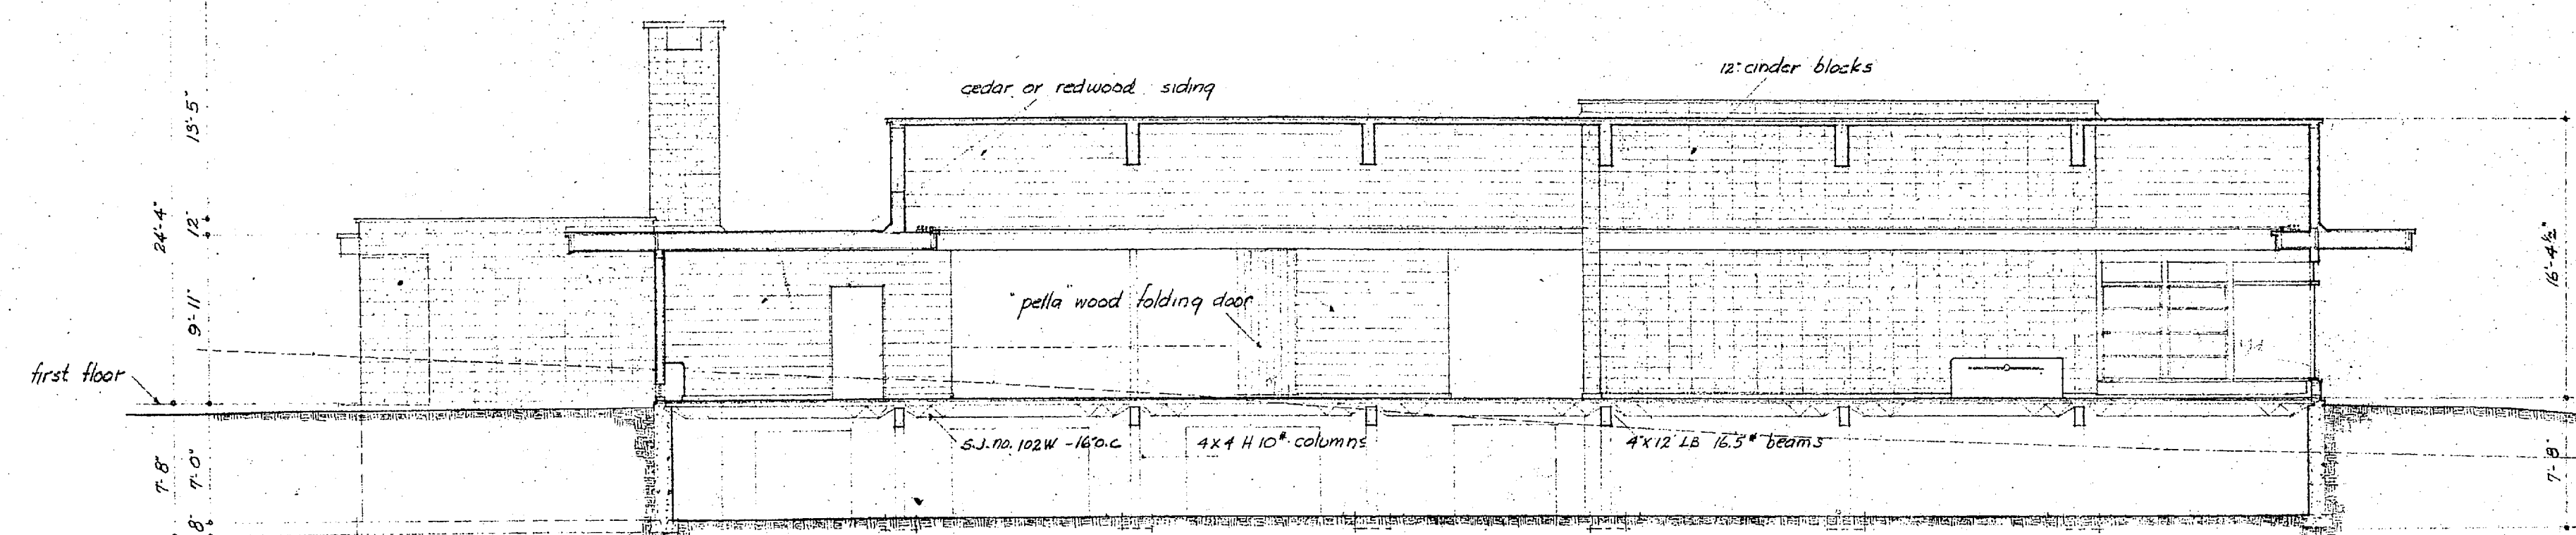 12" cinder blocks
cedar or redwood siding
13'-5"
24'-4"
12"
16'-4½"
9'-11"
"pella" wood folding door
first floor
S.J. no. 102W - 16"o.c
4x4 H 10# columns
4"x12" LB 16.5# beams
7'-8"
7'-0"
7'-8"
8"